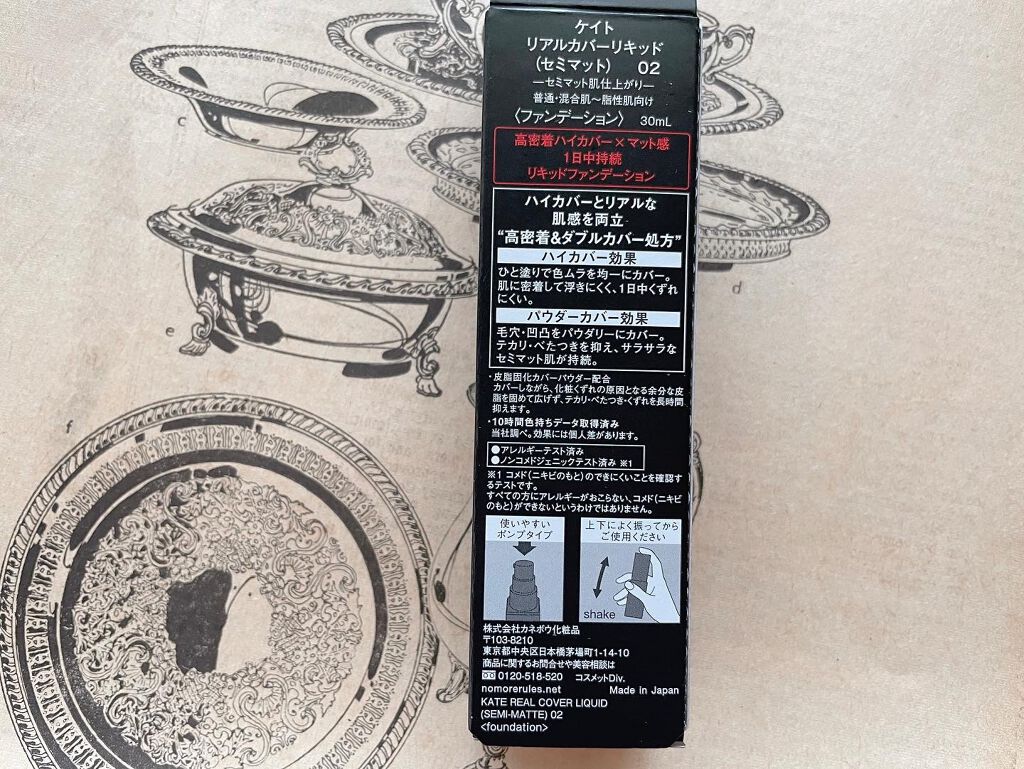 ケイト
リアルカバーリキッド
(セミマット) 02
―セミマット肌仕上がり―
普通・混合肌～脂性肌向け
〈ファンデーション〉 30mL
高密着ハイカバー×マット感
1日中持続
リキッドファンデーション
ハイカバーとリアルな
肌感を両立
“高密着&ダブルカバー処方”
ハイカバー効果
ひと塗りで色ムラを均一にカバー。
肌に密着して浮きにくく、1日中くずれ
にくい。
パウダーカバー効果
毛穴・凹凸をパウダリーにカバー。
テカリ・べたつきを抑え、サラサラな
セミマット肌が持続。
・皮脂固化カバーパウダー配合
カバーしながら、化粧くずれの原因となる余分な皮
脂を固めて広げず、テカリ・べたつき・くずれを長時間
抑えます。
・10時間色持ちデータ取得済み
当社調べ。効果には個人差があります。
●アレルギーテスト済み
●ノンコメドジェニックテスト済み ※1
※1 コメド(ニキビのもと)のできにくいことを確認す
るテストです。
すべての方にアレルギーがおこらない、コメド(ニキビ
のもと)ができないというわけではありません。
使いやすい
ポンプタイプ
上下によく振ってから
ご使用ください
shake
株式会社カネボウ化粧品
〒103-8210
東京都中央区日本橋茅場町1-14-10
商品に関するお問合せや美容相談は
0120-518-520 コスメットDiv.
nomorerules.net Made in Japan
KATE REAL COVER LIQUID
(SEMI-MATTE) 02
<foundation>
c
d
e
f